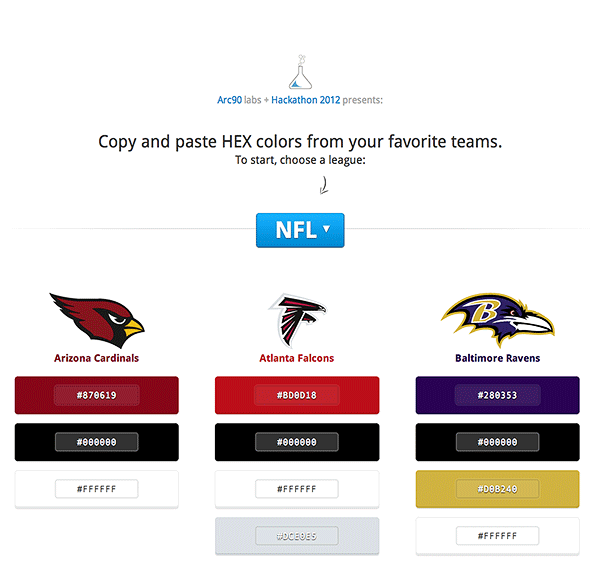 Arc90 labs + Hackathon 2012 presents:
Copy and paste HEX colors from your favorite teams.
To start, choose a league:
NFL ▼
B
Arizona Cardinals
Atlanta Falcons
Baltimore Ravens
#870619
#BD0D18
#280353
#000000
#000000
#000000
#FFFFFF
#FFFFFF
#D0B240
#DCE0E5
#FFFFFF